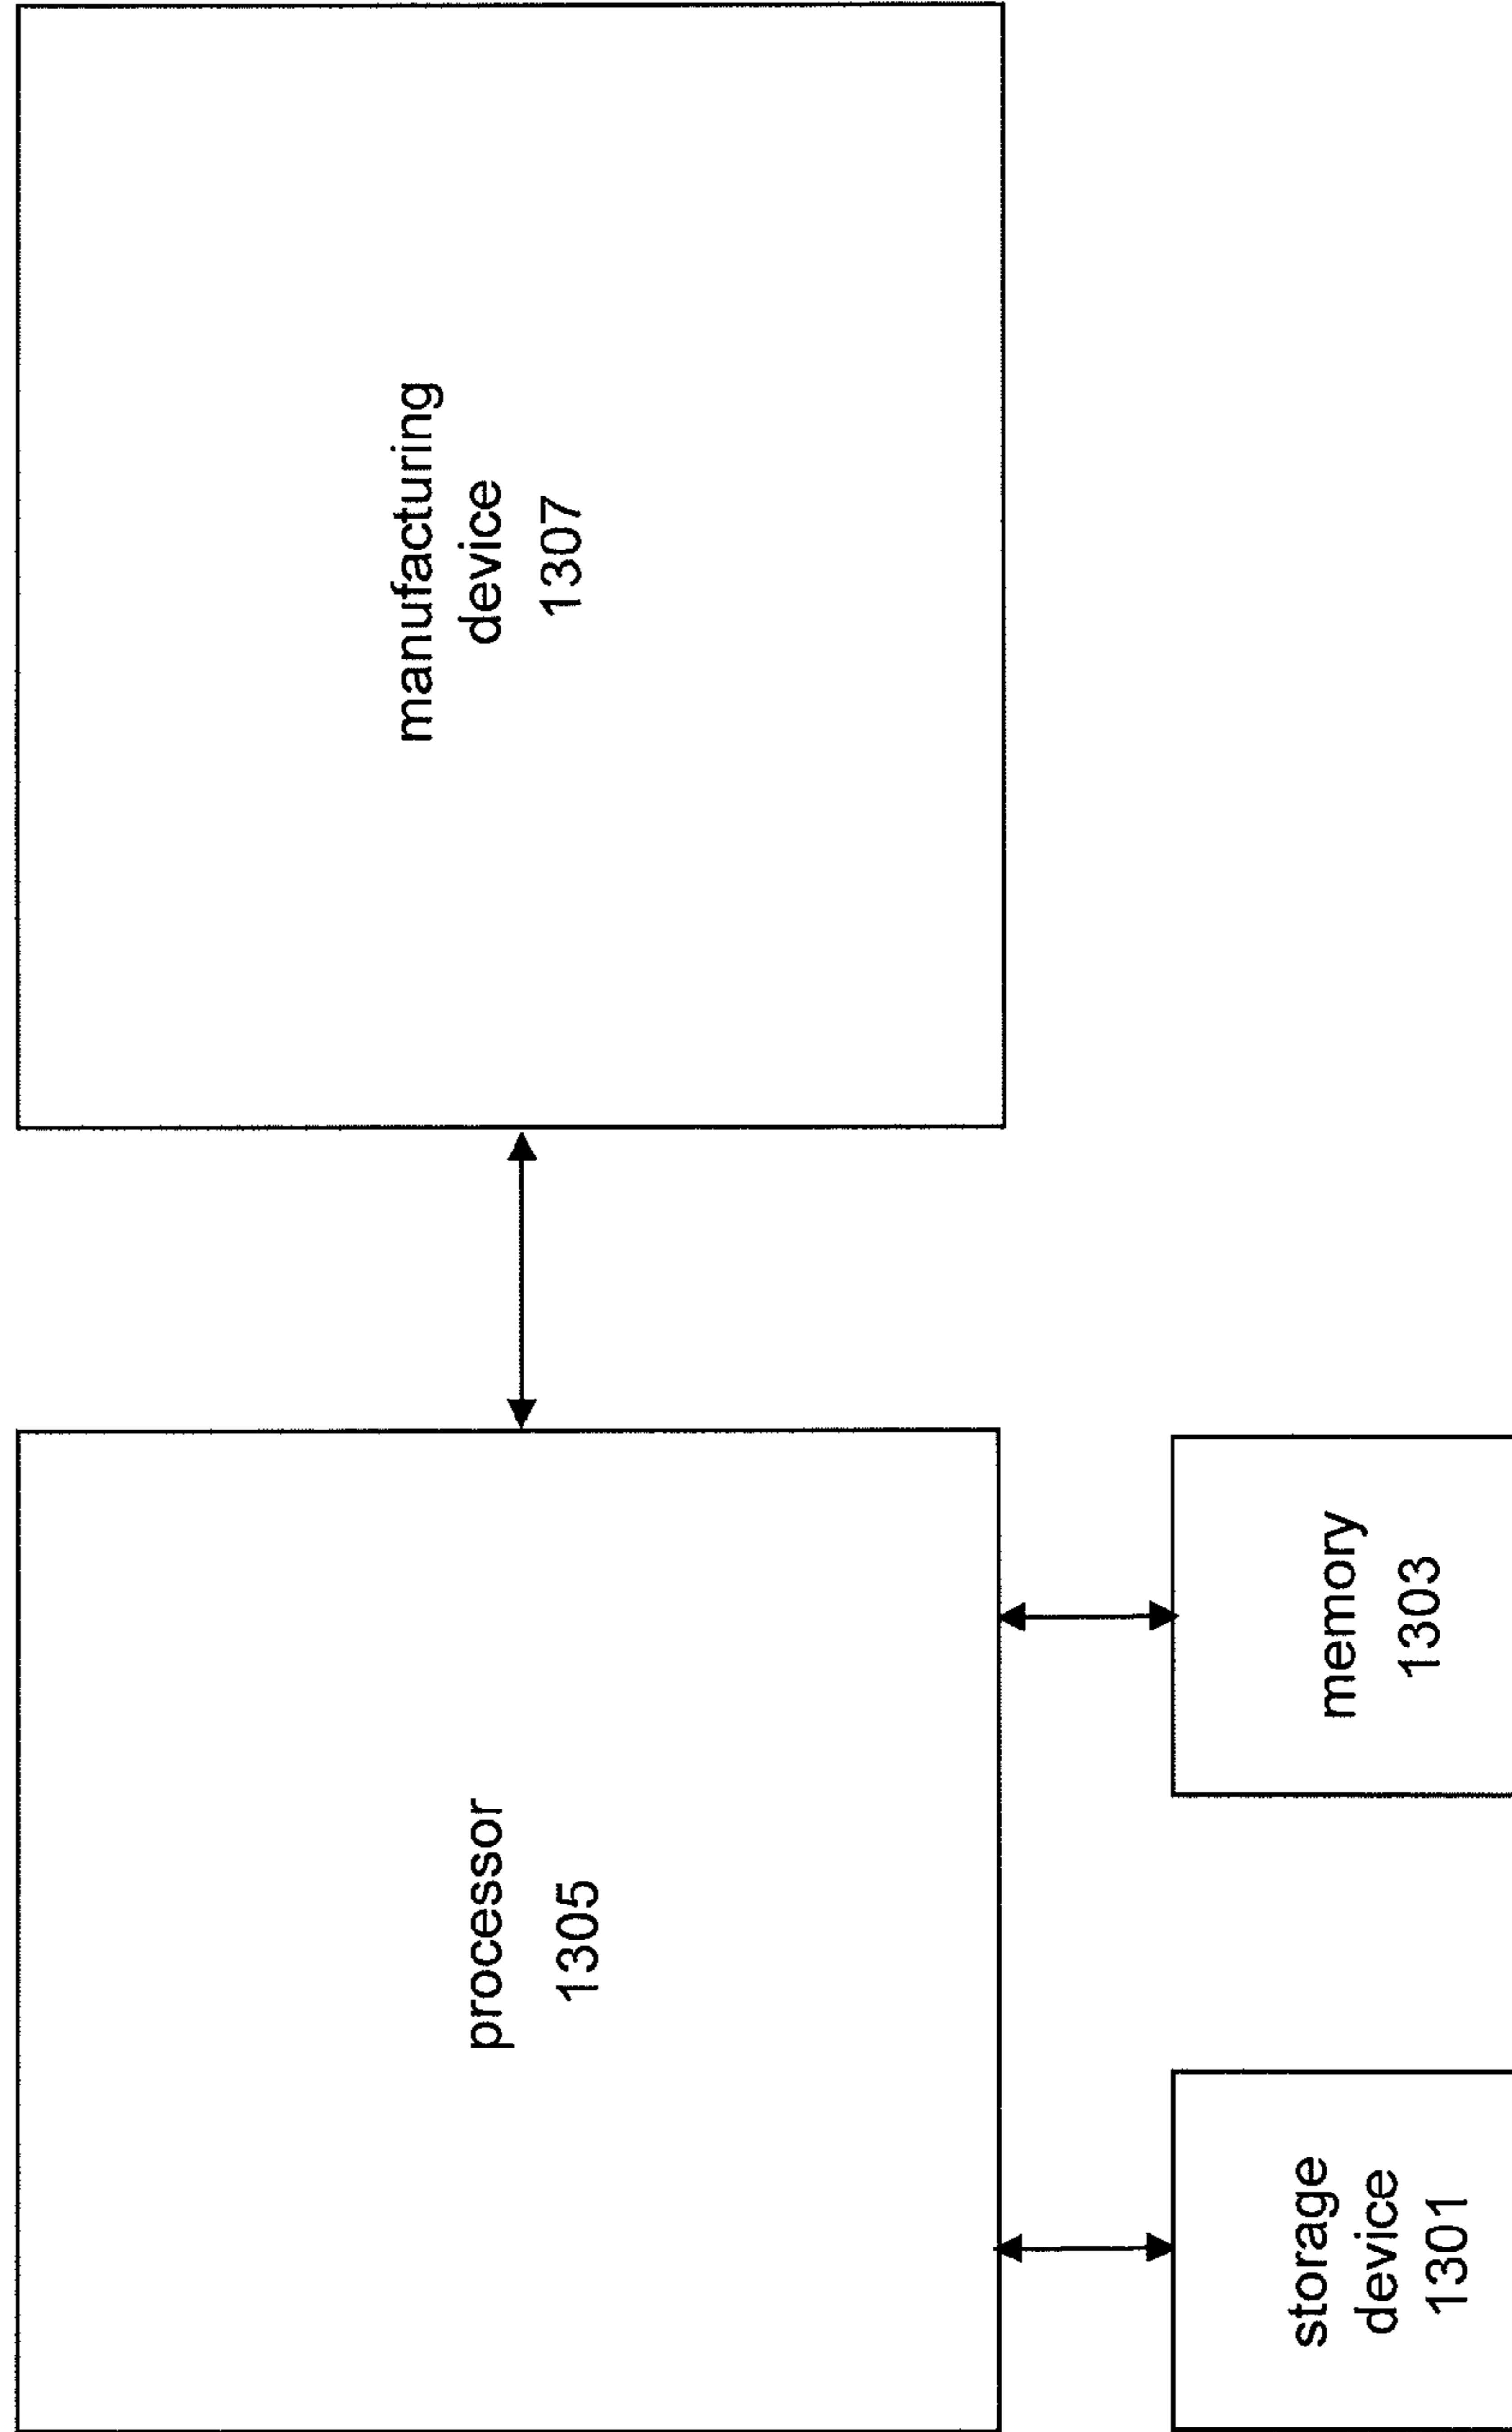 processor
1305
manufacturing
device
1307
storage
device
1301
memory
1303